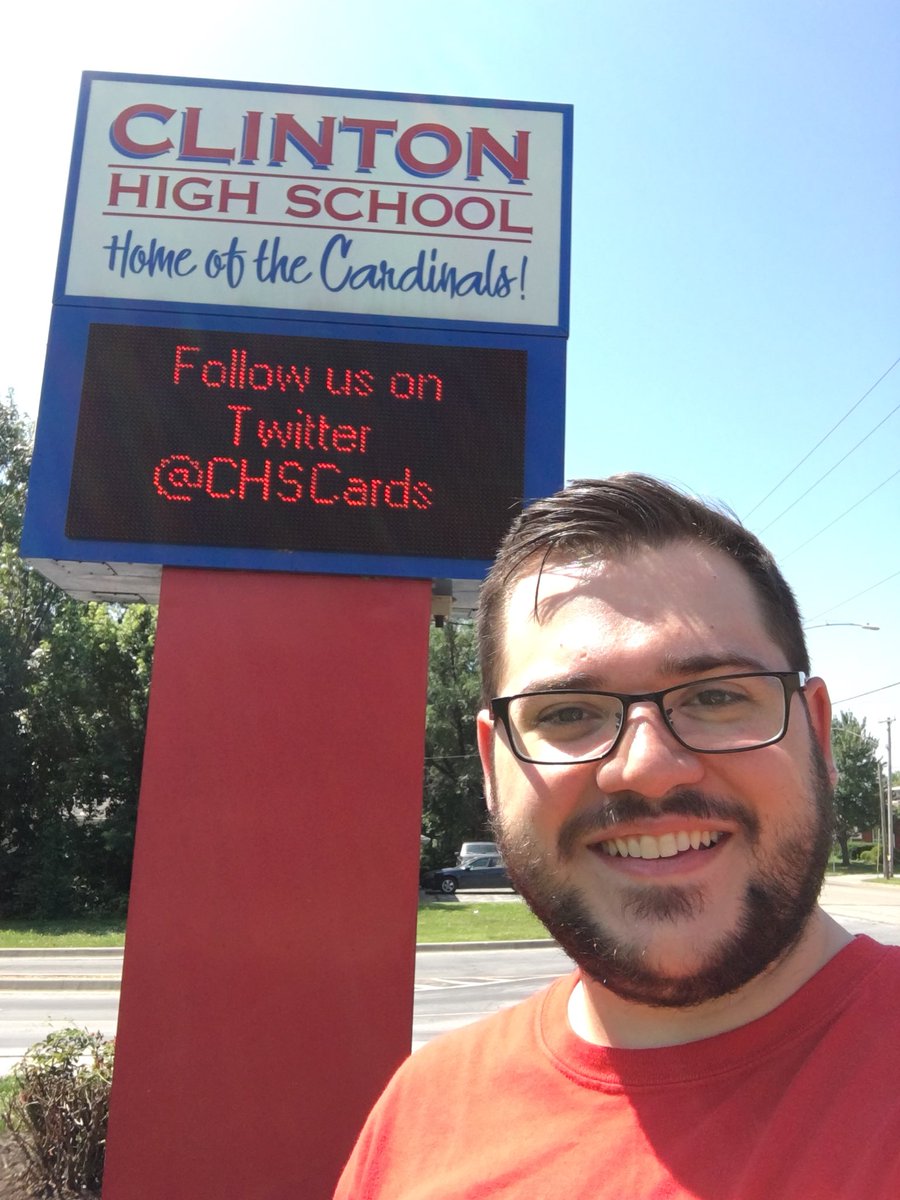 CLINTON
HIGH SCHOOL
Home of the Cardinals!
Follow us on
Twitter
@CHSCards